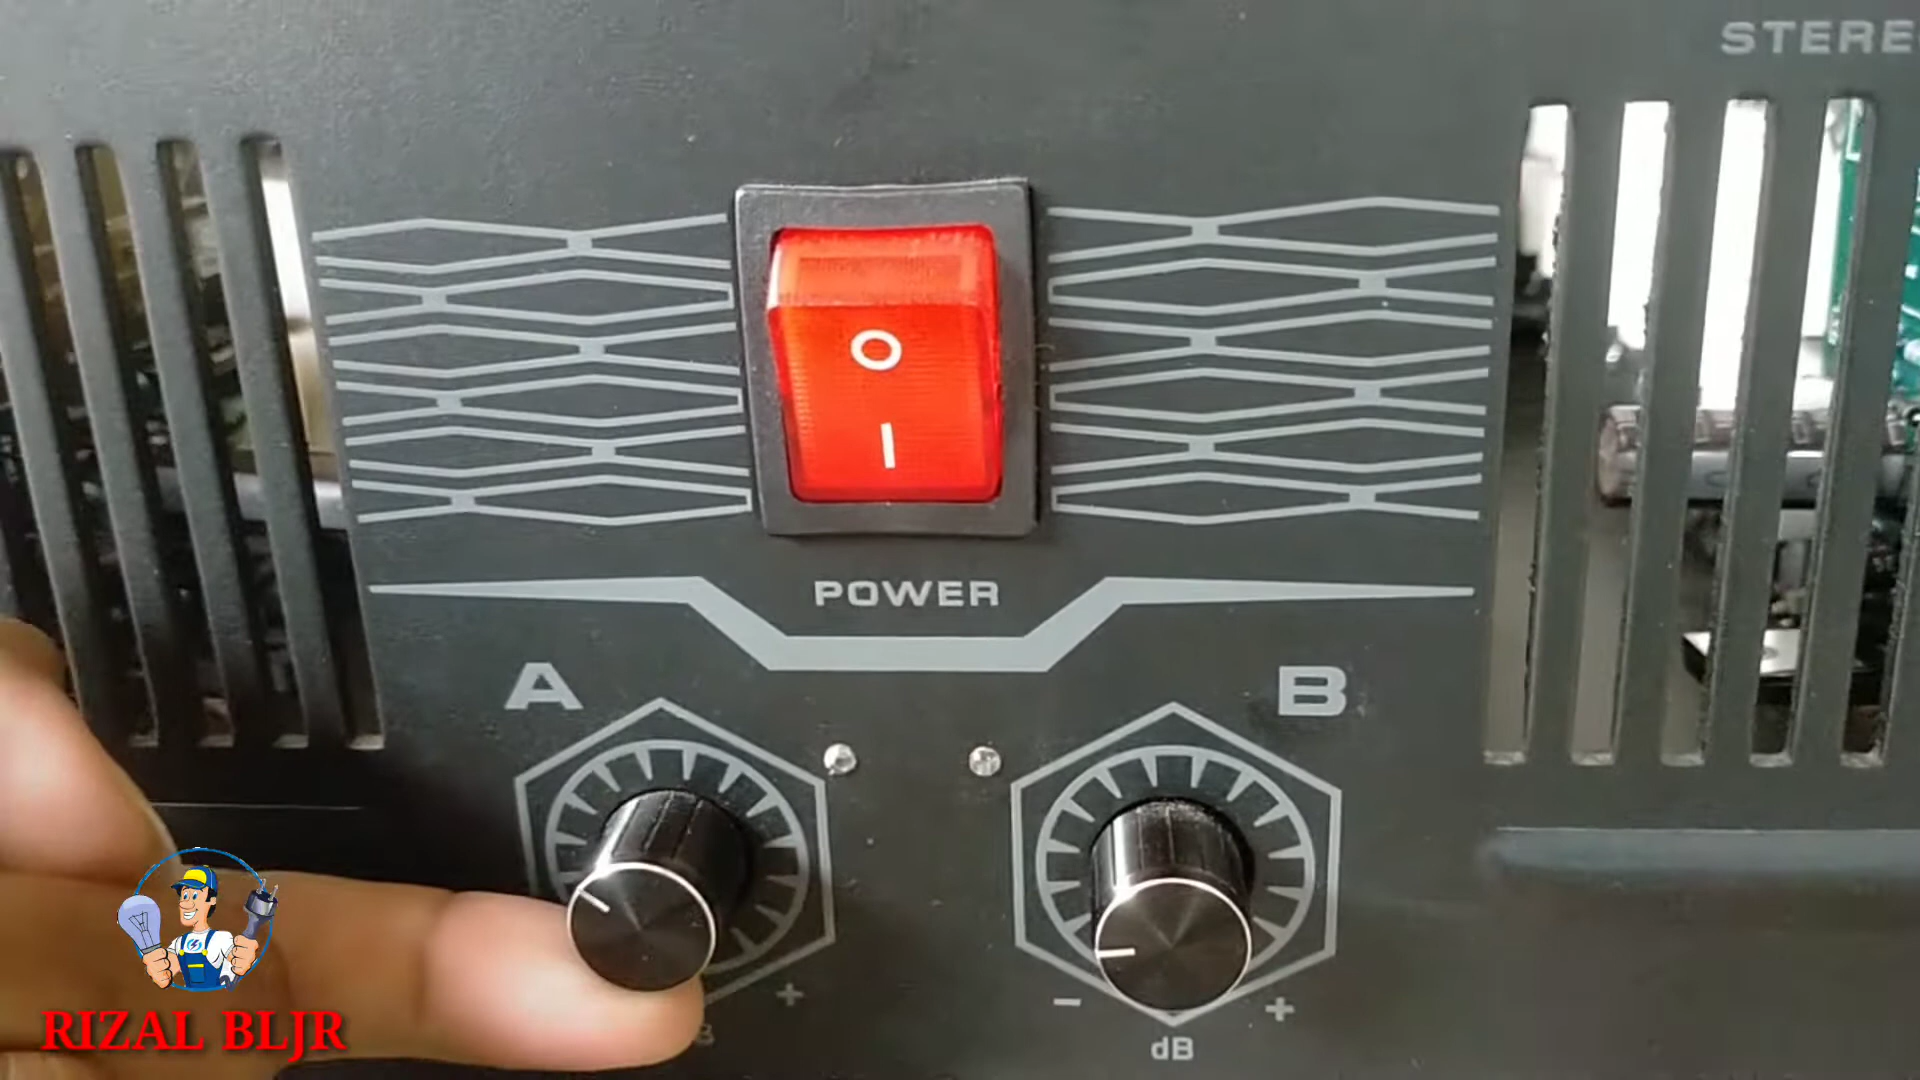 STERE
O
I
POWER
A
B
+
B
-
+
dB
RIZAL BLJR